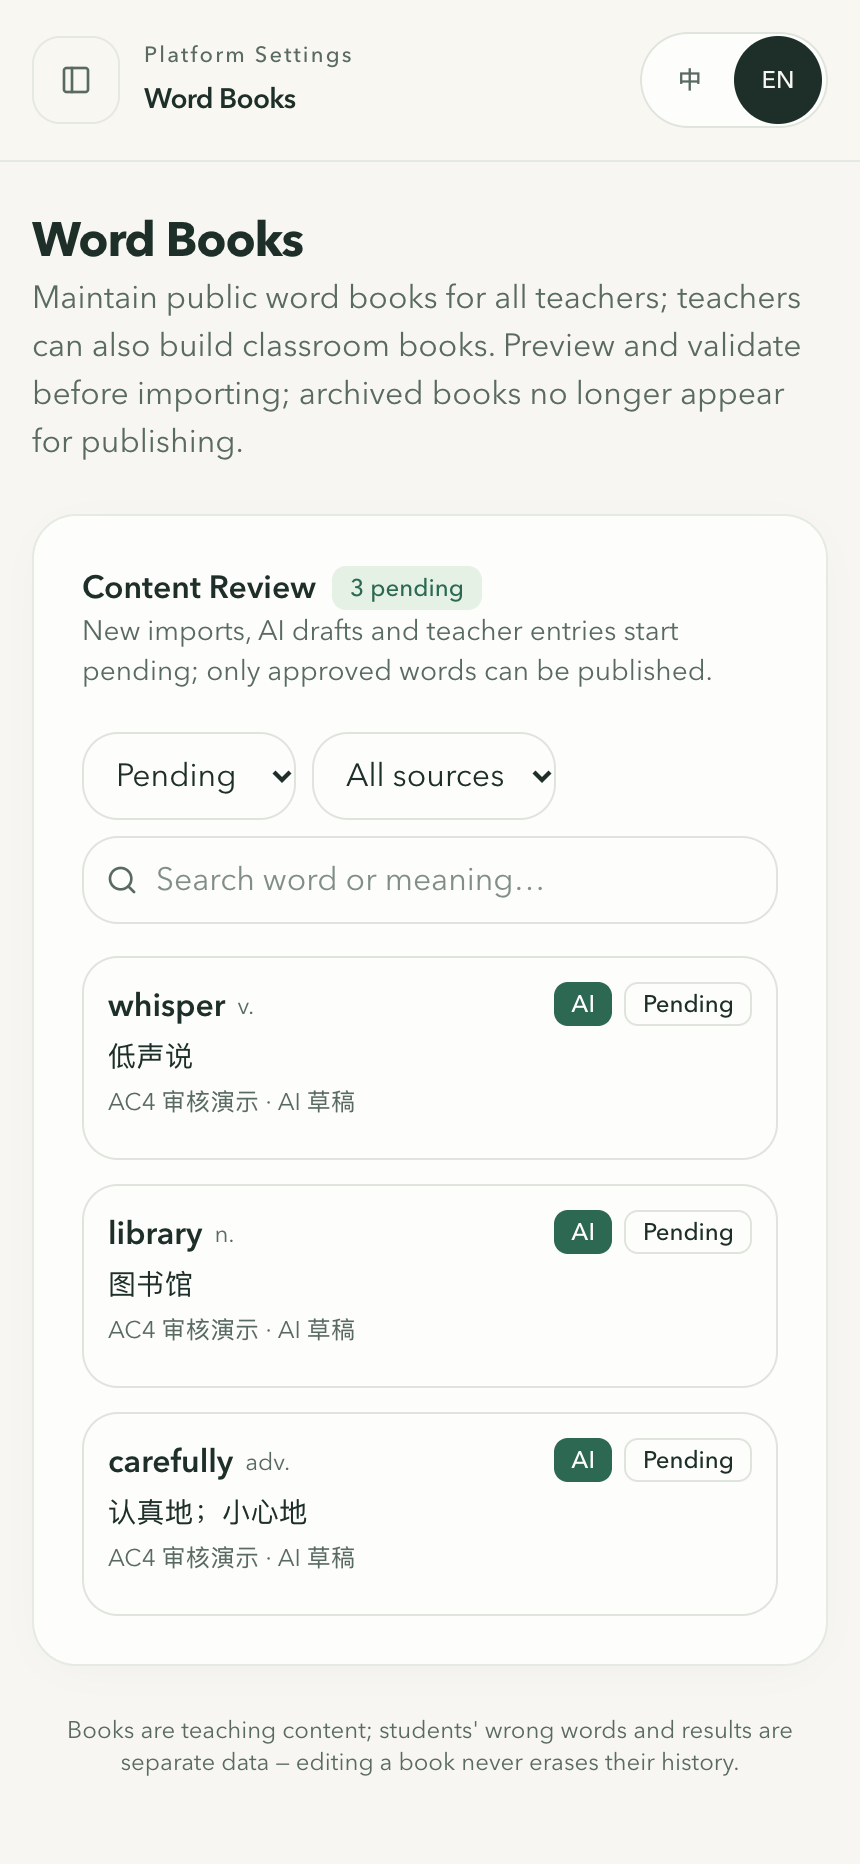 Platform Settings
Word Books
中
EN
Word Books
Maintain public word books for all teachers; teachers
can also build classroom books. Preview and validate
before importing; archived books no longer appear
for publishing.
Content Review
3 pending
New imports, AI drafts and teacher entries start
pending; only approved words can be published.
Pending
All sources
Search word or meaning...
whisper v.
AI
Pending
低声说
AC4 审核演示 · AI 草稿
library n.
AI
Pending
图书馆
AC4 审核演示 · AI 草稿
carefully adv.
AI
Pending
认真地；小心地
AC4 审核演示 · AI 草稿
Books are teaching content; students' wrong words and results are
separate data — editing a book never erases their history.